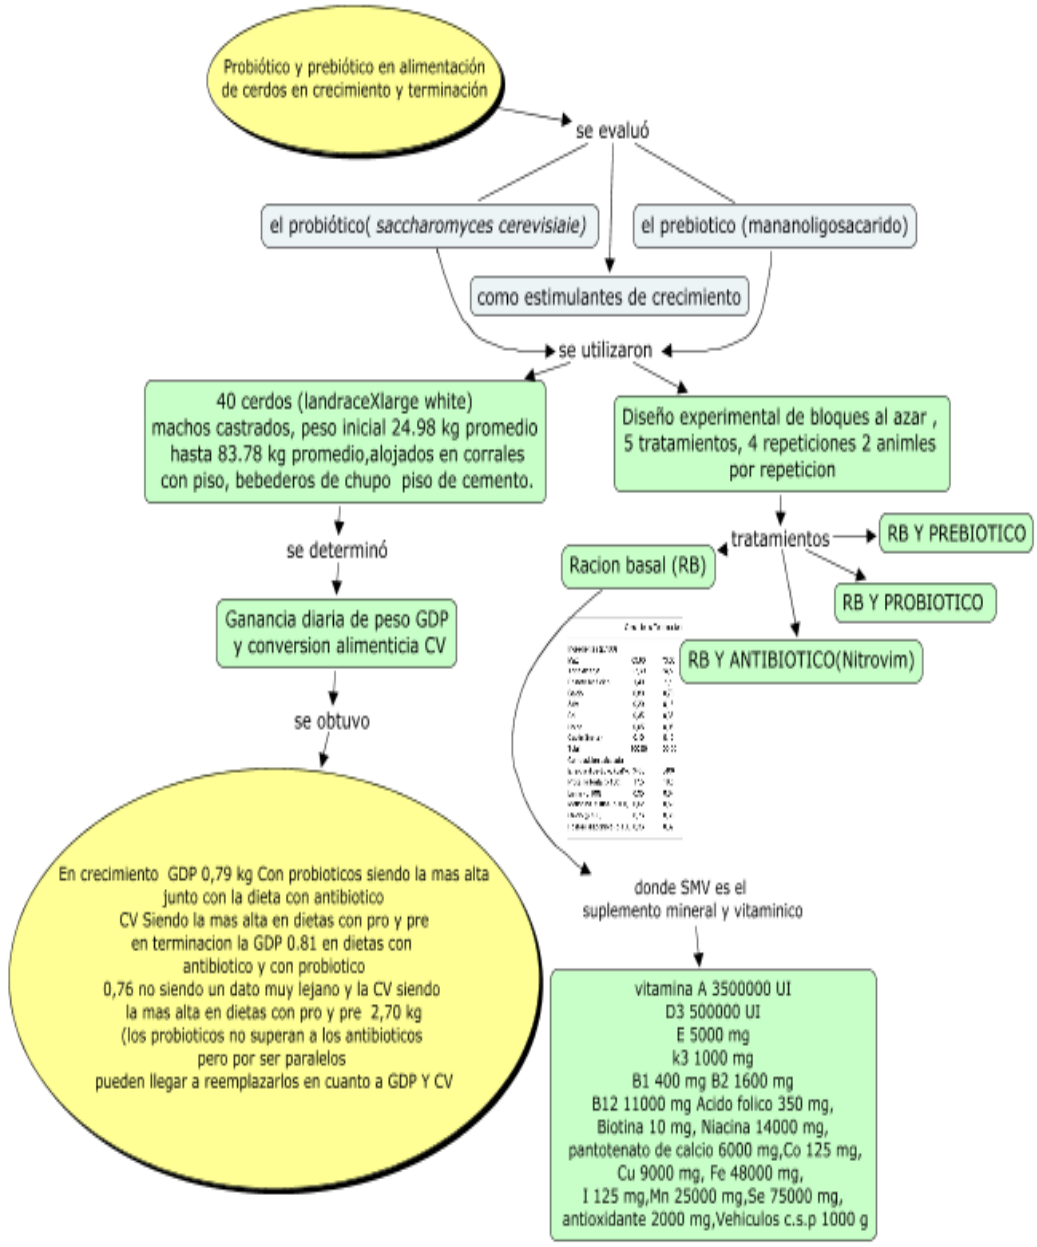 Probiótico y prebiótico en alimentación
de cerdos en crecimiento y terminación
se evaluó
el probiótico( saccharomyces cerevisiaie)
el prebiotico (mananoligosacarido)
como estimulantes de crecimiento
se utilizaron
40 cerdos (landraceXlarge white)
machos castrados, peso inicial 24.98 kg promedio
hasta 83.78 kg promedio,alojados en corrales
con piso, bebederos de chupo piso de cemento.
Diseño experimental de bloques al azar ,
5 tratamientos, 4 repeticiones 2 animles
por repeticion
se determinó
tratamientos
RB Y PREBIOTICO
Racion basal (RB)
RB Y PROBIOTICO
RB Y ANTIBIOTICO(Nitrovim)
Ganancia diaria de peso GDP
y conversion alimenticia CV
se obtuvo
Total
En crecimiento GDP 0,79 kg Con probioticos siendo la mas alta
junto con la dieta con antibiotico
CV Siendo la mas alta en dietas con pro y pre
en terminacion la GDP 0.81 en dietas con
antibiotico y con probiotico
0,76 no siendo un dato muy lejano y la CV siendo
la mas alta en dietas con pro y pre 2,70 kg
(los probioticos no superan a los antibioticos
pero por ser paralelos
pueden llegar a reemplazarlos en cuanto a GDP Y CV
donde SMV es el
suplemento mineral y vitaminico
vitamina A 3500000 UI
D3 500000 UI
E 5000 mg
k3 1000 mg
B1 400 mg B2 1600 mg
B12 11000 mg Acido folico 350 mg,
Biotina 10 mg, Niacina 14000 mg,
pantotenato de calcio 6000 mg,Co 125 mg,
Cu 9000 mg, Fe 48000 mg,
I 125 mg,Mn 25000 mg,Se 75000 mg,
antioxidante 2000 mg,Vehiculos c.s.p 1000 g